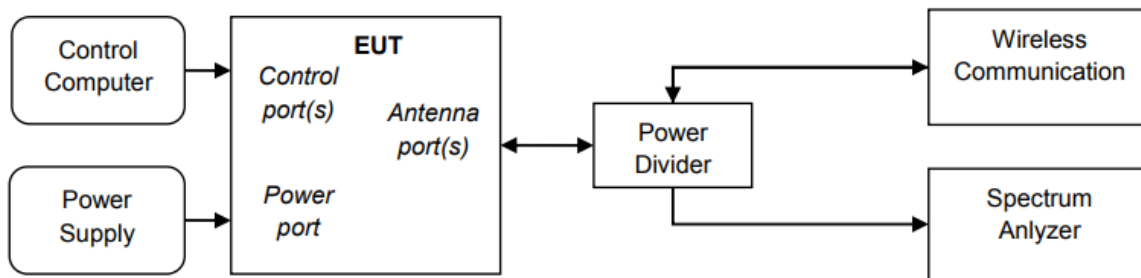 Control
Computer
Power
Supply
EUT
Control
port(s)
Antenna
port(s)
Power
port
Power
Divider
Wireless
Communication
Spectrum
Anlyzer